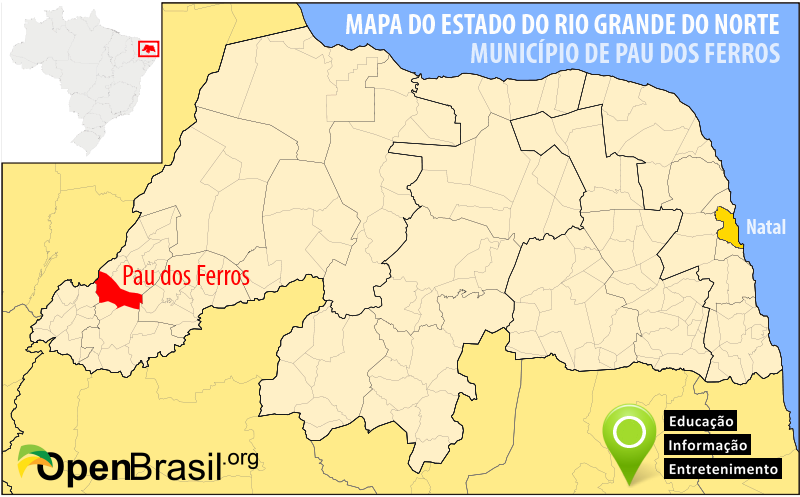 MAPA DO ESTADO DO RIO GRANDE DO NORTE
MUNICÍPIO DE PAU DOS FERROS
Natal
Pau dos Ferros
OpenBrasil.org
Educação
Informação
Entretenimento